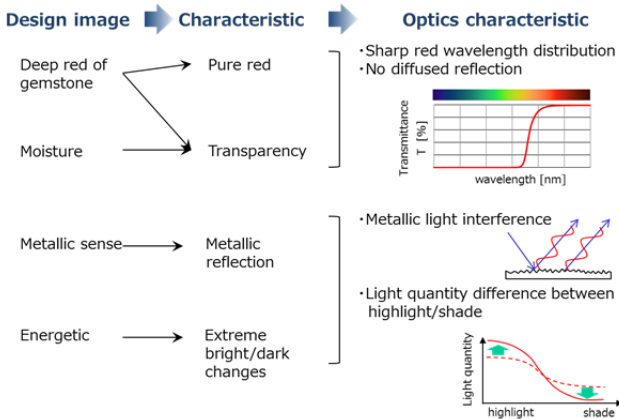 Design image
Characteristic
Optics characteristic
Deep red of
gemstone
Pure red
・Sharp red wavelength distribution
・No diffused reflection
Moisture
Transparency
Transmittance
T [%]
wavelength [nm]
Metallic sense
Metallic
reflection
・Metallic light interference
Energetic
Extreme
bright/dark
changes
・Light quantity difference between
highlight/shade
Light quantity
highlight
shade